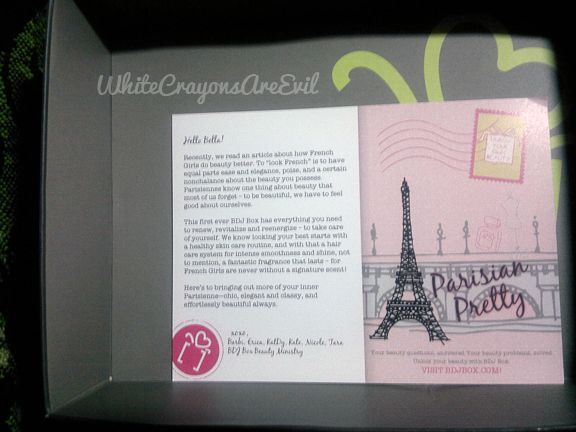 WhiteCrayonsAreEvil
Hello Bella!
Recently, we read an article about how French
Girls do beauty better. To "look French" is to have
equal parts ease and elegance, poise, and a certain
nonchalance about the beauty you possess.
Parisiennes know one thing about beauty that
most of us forget – to be beautiful, we have to feel
good about ourselves.
This first ever BDJ Box has everything you need
to renew, revitalize and reenergize – to take care
of yourself. We know looking your best starts with
a healthy skin care routine, and with that a hair
care system for intense smoothness and shine, not
to mention, a fantastic fragrance that lasts – for
French Girls are never without a signature scent!
Here's to bringing out more of your inner
Parisienne—chic, elegant and classy, and
effortlessly beautiful always.
xoxo,
Barbi, Erica, Kathy, Kate, Nicole, Tara
BDJ Box Beauty Ministry
YOUR
BEAUTY
Parisian
Pretty
Your beauty questions, answered. Your beauty problems, solved.
Unbox your beauty with BDJ Box.
VISIT BDJBOX.COM!